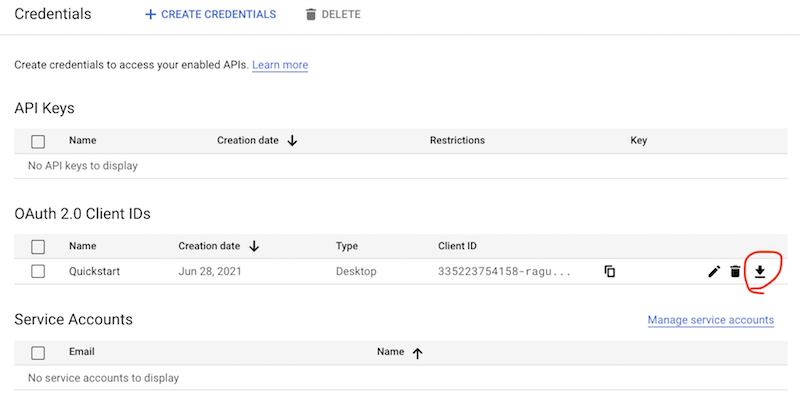 Credentials + CREATE CREDENTIALS DELETE
Create credentials to access your enabled APIs. Learn more
API Keys
Name Creation date Restrictions Key
No API keys to display
OAuth 2.0 Client IDs
Name Creation date Type Client ID
Quickstart Jun 28, 2021 Desktop 335223754158-ragu...
Service Accounts Manage service accounts
Email Name
No service accounts to display